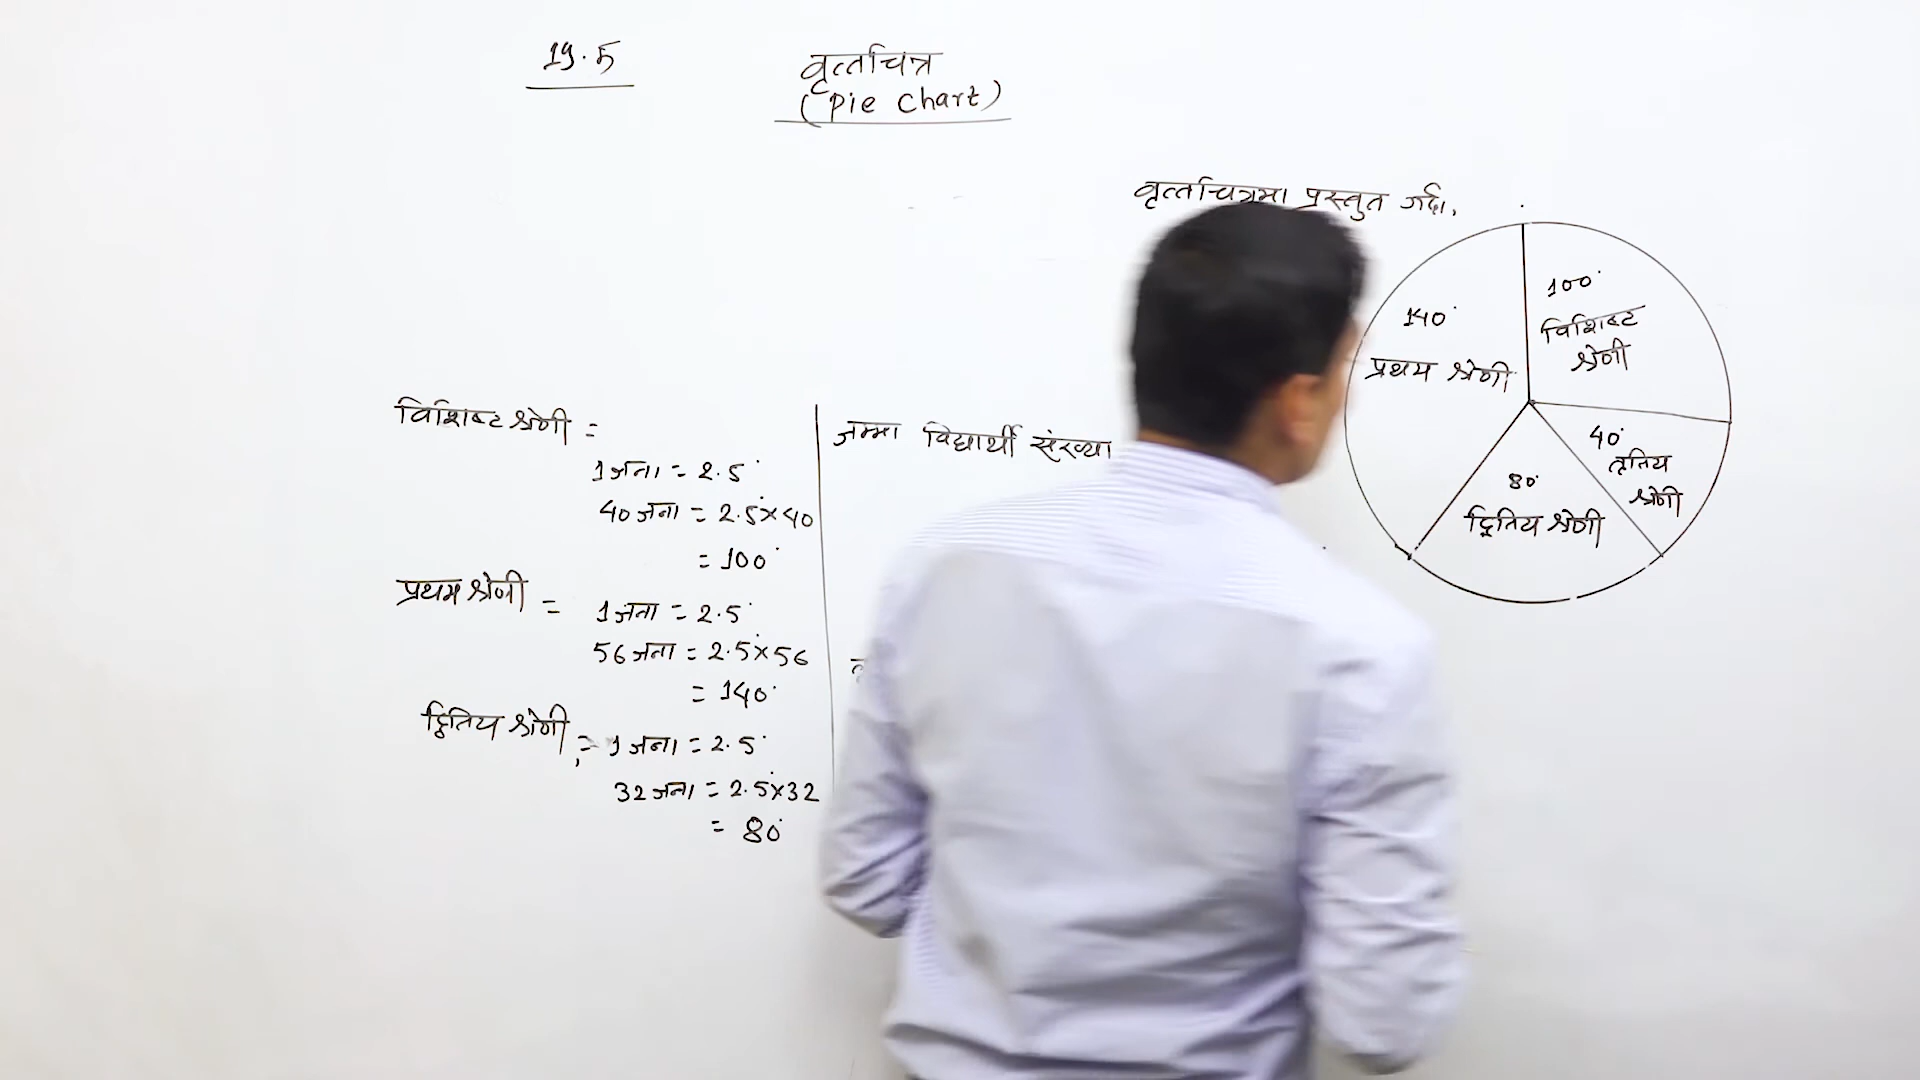 19.5
वृत्तचित्र
(Pie Chart)
वृत्तचित्रमा प्रस्तुत गर्दा,
100°
विशिष्ट
श्रेणी
140°
प्रथम श्रेणी
40°
तृतिय
श्रेणी
80°
द्वितिय श्रेणी
विशिष्ट श्रेणी =
1 जना = 2.5°
40 जना = 2.5°×40
= 100°
प्रथम श्रेणी =
1 जना = 2.5°
56 जना = 2.5°×56
= 140°
द्वितिय श्रेणी = 1 जना = 2.5°
32 जना = 2.5°×32
= 80°
जम्मा विद्यार्थी संख्या